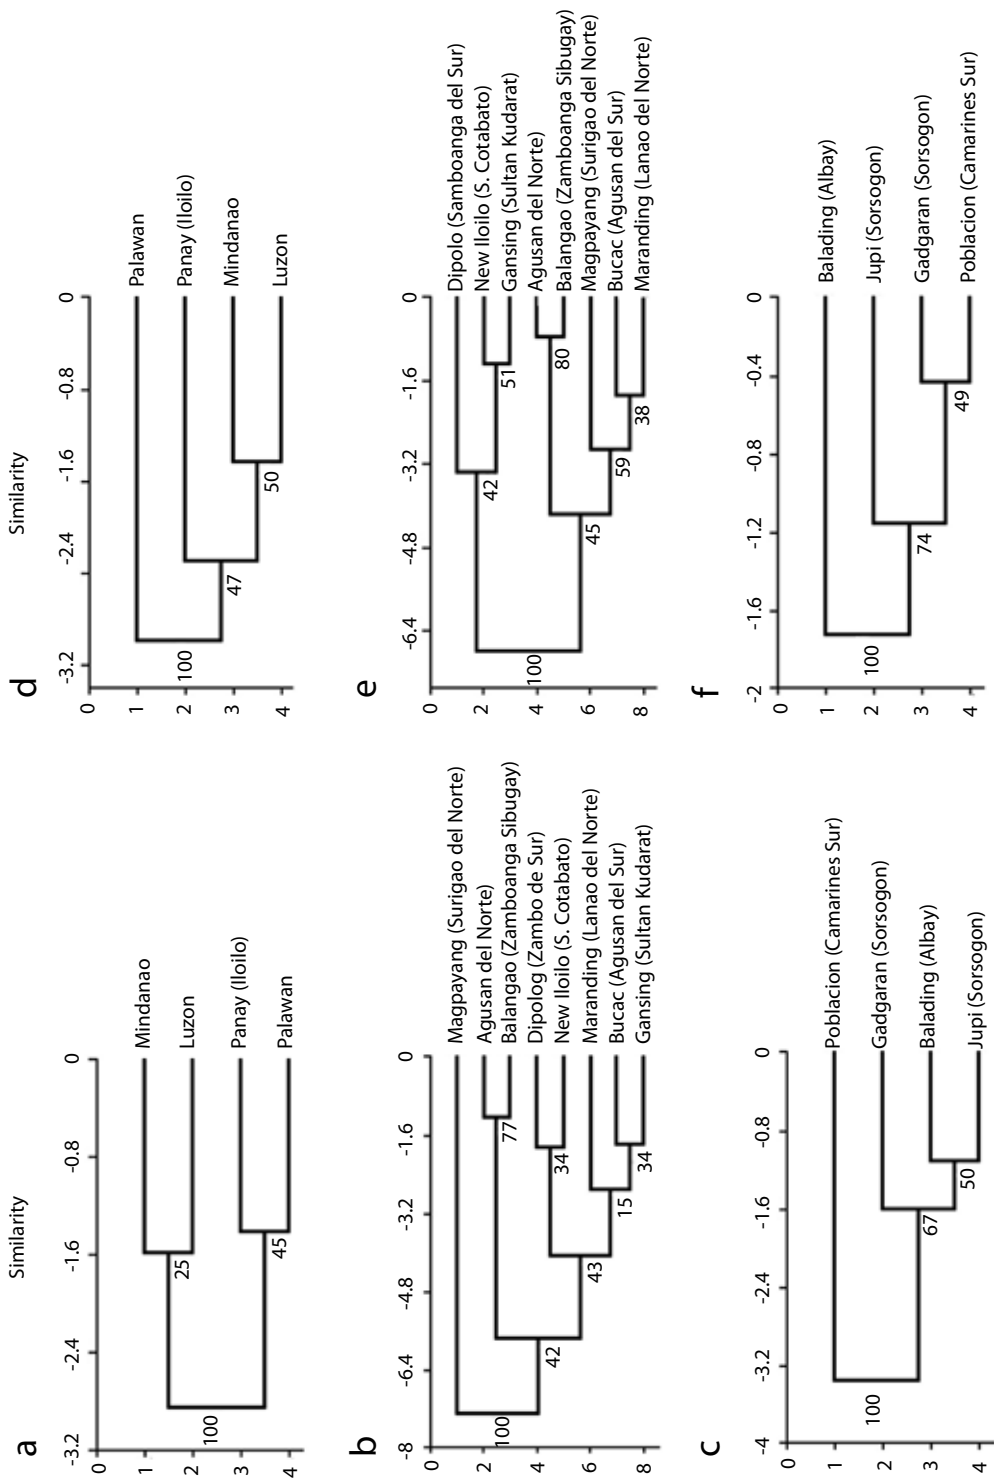 a
Similarity
-3.2 -2.4 -1.6 -0.8 0
0
1 Mindanao
25
2 Luzon
100
3 Panay (Iloilo)
45
4 Palawan
d
Similarity
-3.2 -2.4 -1.6 -0.8 0
0
1 Palawan
100
2 Panay (Iloilo)
47
3 Mindanao
50
4 Luzon
b
-8 -6.4 -4.8 -3.2 -1.6 0
0
Magpayang (Surigao del Norte)
2 Agusan del Norte)
100
77
Balangao (Zamboanga Sibugay)
4 Dipolog (Zambo de Sur)
42
34
New Iloilo (S. Cotabato)
43
6 Maranding (Lanao del Norte)
15
Bucac (Agusan del Sur)
34
8 Gansing (Sultan Kudarat)
e
-6.4 -4.8 -3.2 -1.6 0
0
Dipolo (Samboanga del Sur)
42
2 New Iloilo (S. Cotabato)
51
Gansing (Sultan Kudarat)
100
4 Agusan del Norte)
80
Balangao (Zamboanga Sibugay)
45
6 Magpayang (Surigao del Norte)
59
Bucac (Agusan del Sur)
38
8 Maranding (Lanao del Norte)
c
-4 -3.2 -2.4 -1.6 -0.8 0
0
1 Poblacion (Camarines Sur)
100
2 Gadgaran (Sorsogon)
67
3 Balading (Albay)
50
4 Jupi (Sorsogon)
f
-2 -1.6 -1.2 -0.8 -0.4 0
0
1 Balading (Albay)
100
2 Jupi (Sorsogon)
74
3 Gadgaran (Sorsogon)
49
4 Poblacion (Camarines Sur)